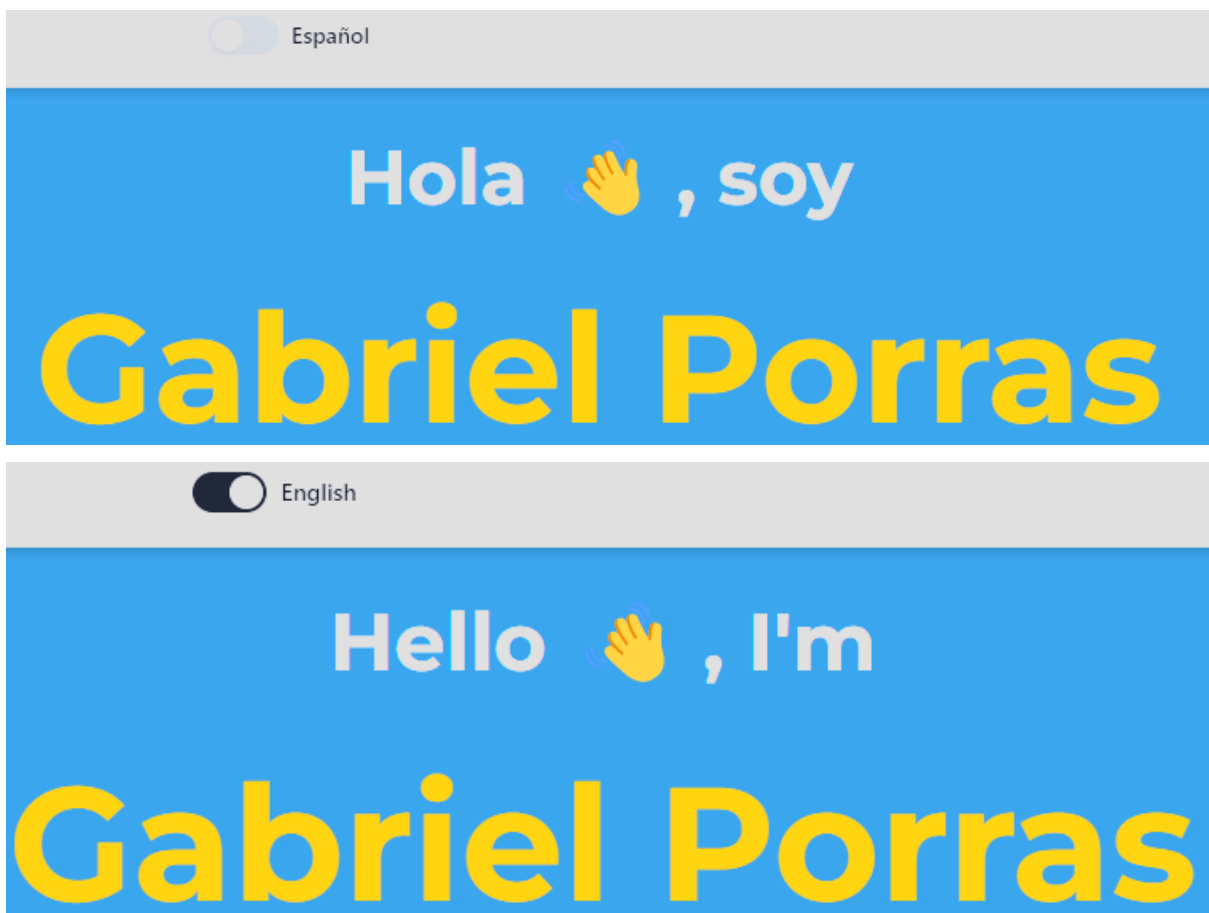 Español
Hola 👋 , soy
Gabriel Porras
English
Hello 👋 , I'm
Gabriel Porras